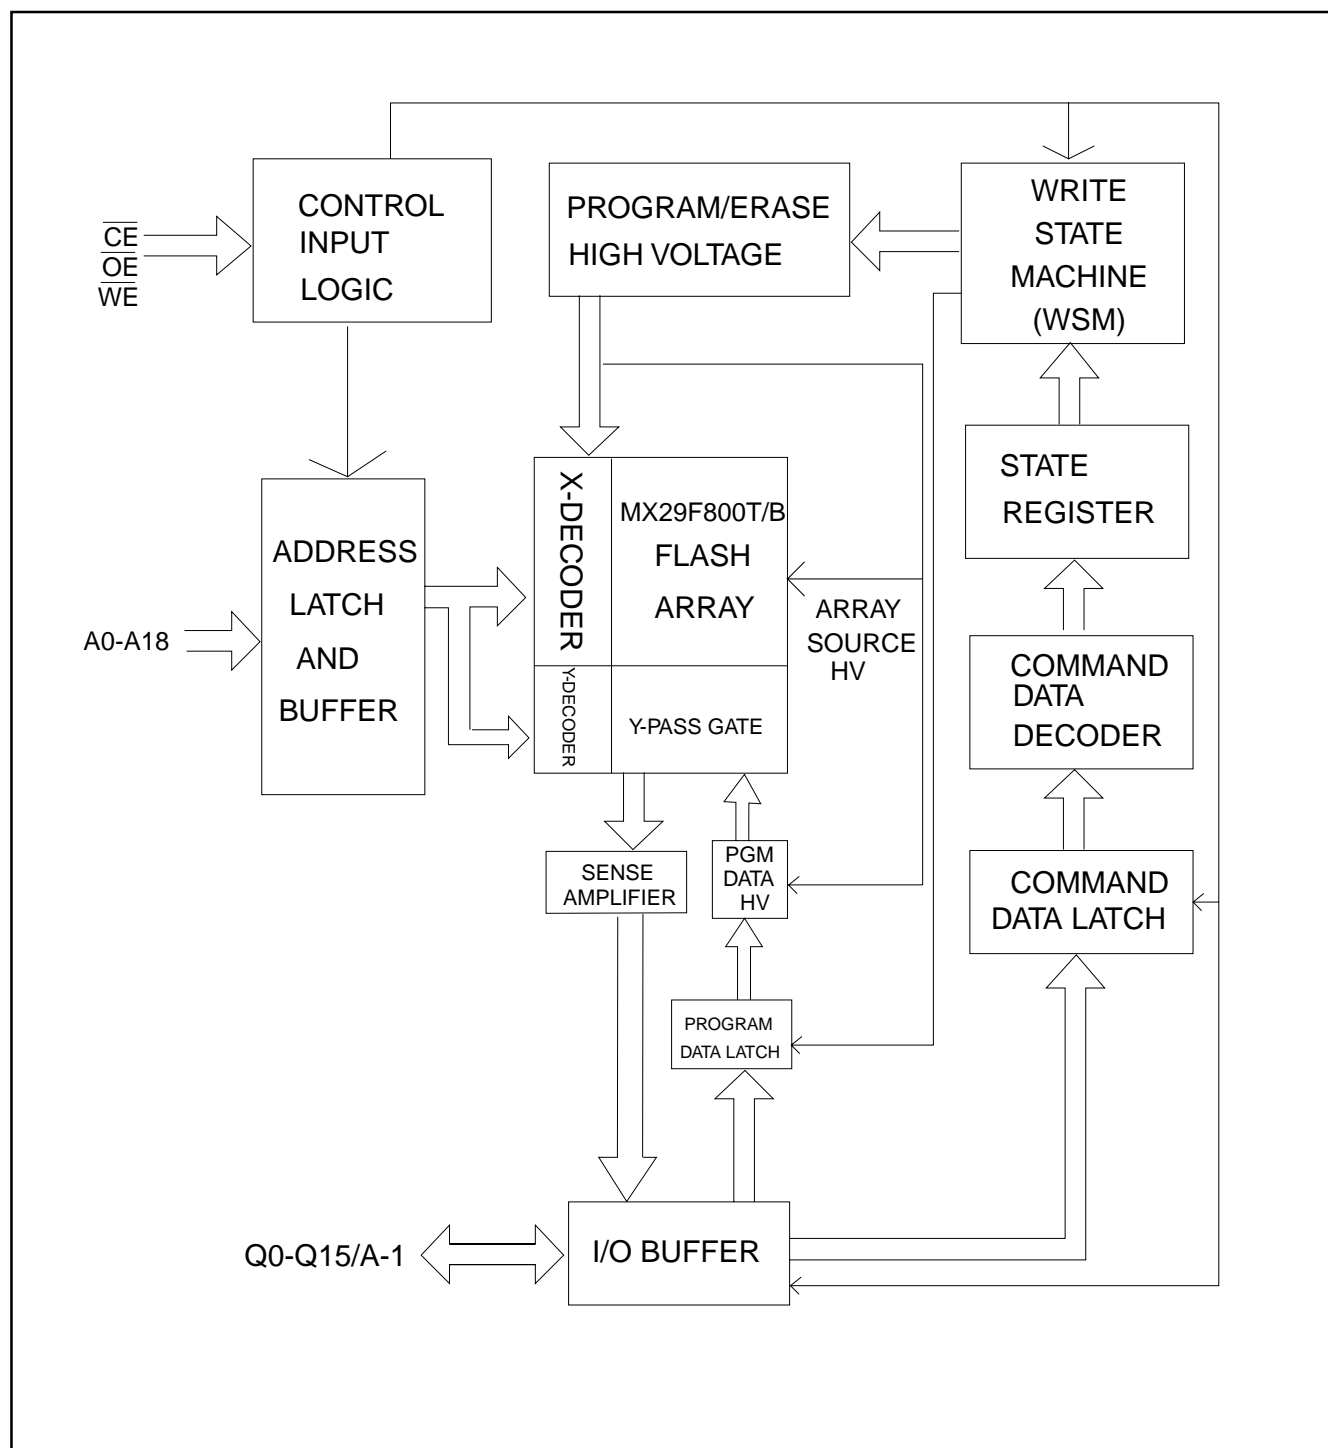 CONTROL
INPUT
LOGIC
PROGRAM/ERASE
HIGH VOLTAGE
WRITE
STATE
MACHINE
(WSM)
CE
OE
WE
STATE
REGISTER
X-DECODER
MX29F800T/B
FLASH
ARRAY
ADDRESS
LATCH
AND
BUFFER
A0-A18
ARRAY
SOURCE
HV
COMMAND
DATA
DECODER
Y-DECODER
Y-PASS GATE
SENSE
AMPLIFIER
PGM
DATA
HV
COMMAND
DATA LATCH
PROGRAM
DATA LATCH
Q0-Q15/A-1
I/O BUFFER